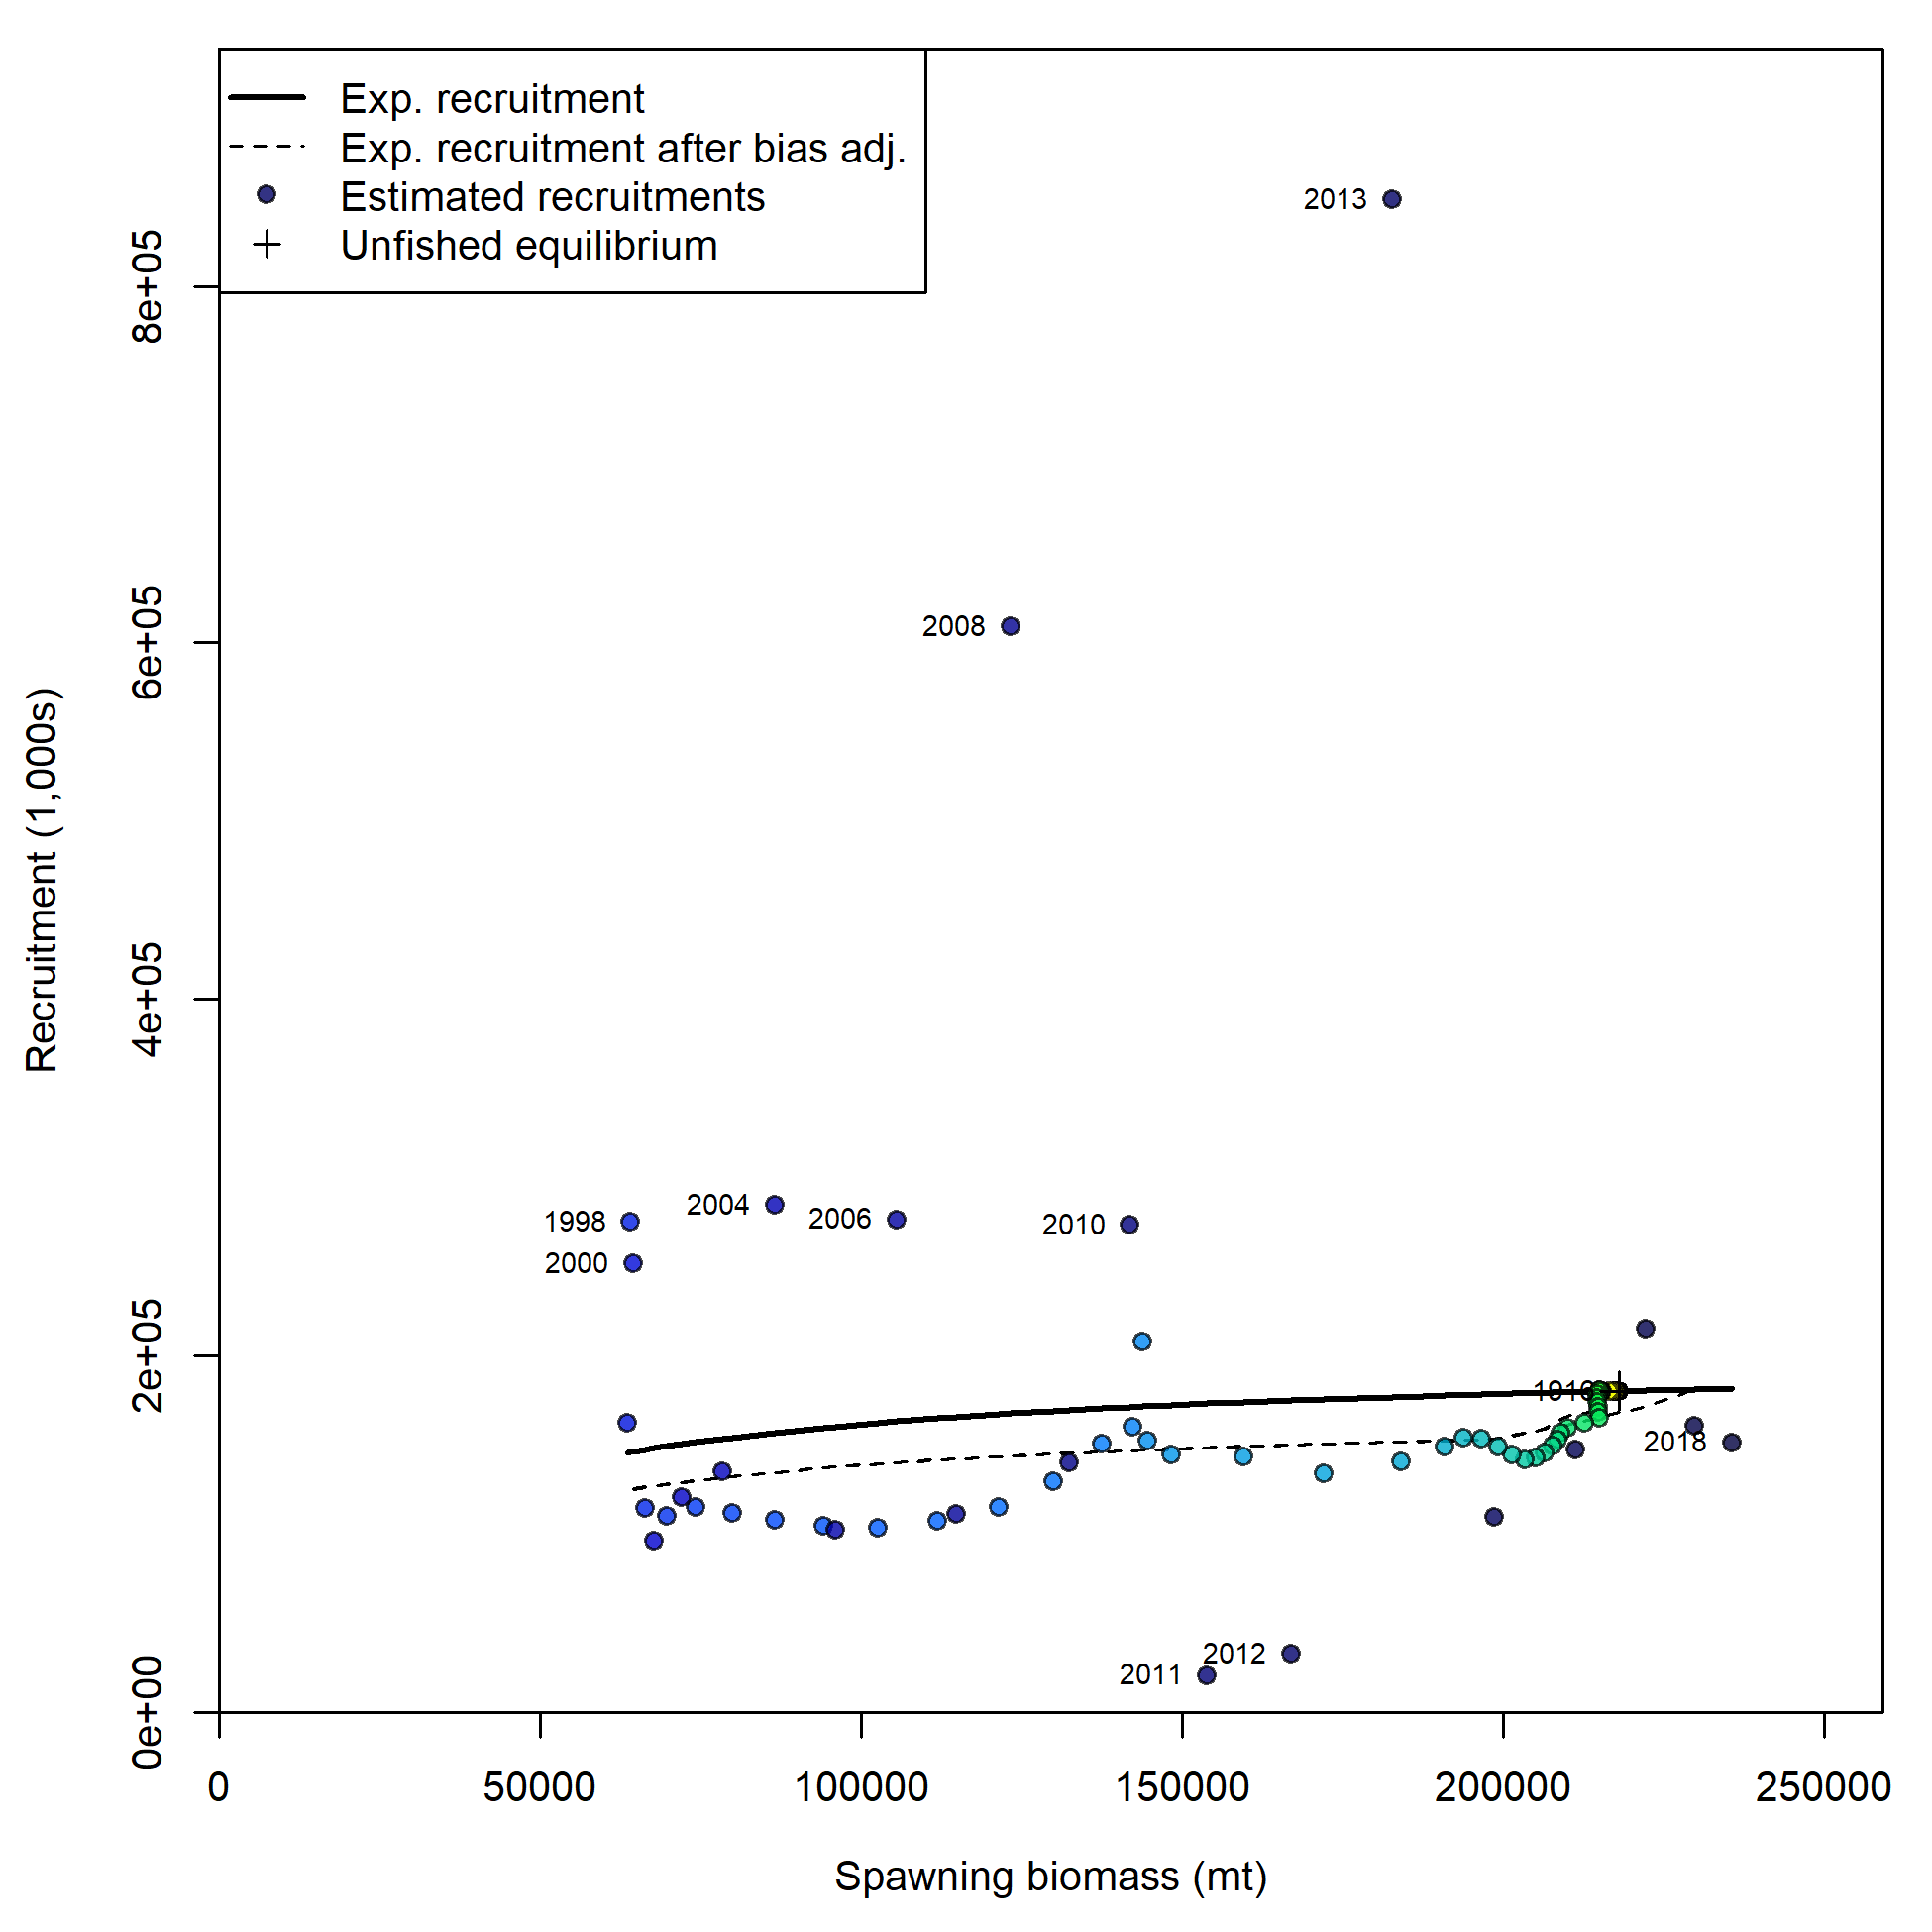 Exp. recruitment
Exp. recruitment after bias adj.
Estimated recruitments
Unfished equilibrium
2013
8e+05
2008
6e+05
Recruitment (1,000s)
4e+05
2004
2006
1998
2010
2000
2e+05
1916
2018
2012
2011
0e+00
0
50000
100000
150000
200000
250000
Spawning biomass (mt)